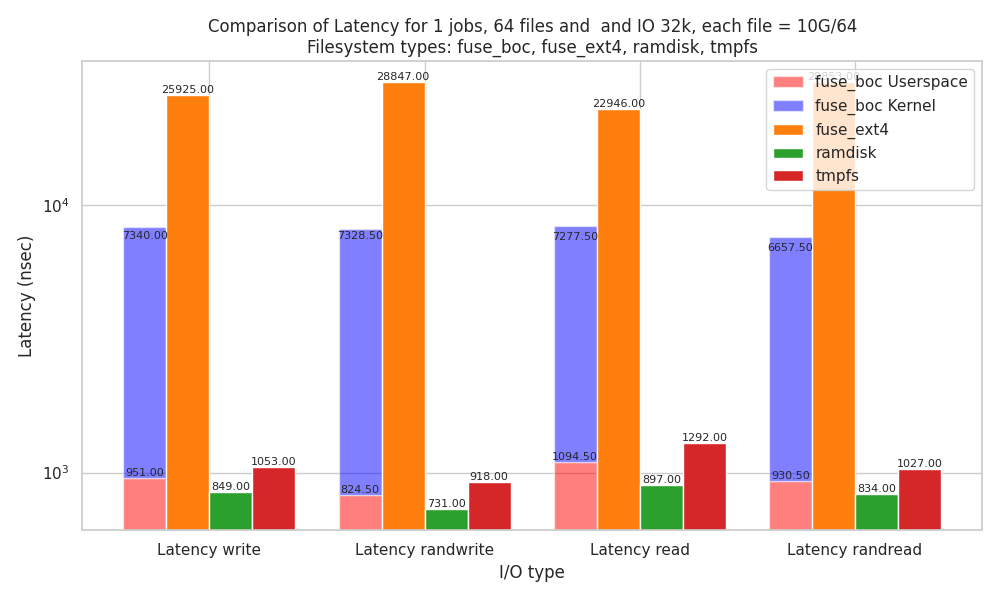 Comparison of Latency for 1 jobs, 64 files and  and IO 32k, each file = 10G/64
Filesystem types: fuse_boc, fuse_ext4, ramdisk, tmpfs
fuse_boc Userspace
fuse_boc Kernel
fuse_ext4
ramdisk
tmpfs
Latency (nsec)
10⁴
10³
7340.00
951.00
25925.00
849.00
1053.00
7328.50
824.50
28847.00
731.00
918.00
7277.50
1094.50
22946.00
897.00
1292.00
6657.50
930.50
834.00
1027.00
Latency write
Latency randwrite
Latency read
Latency randread
I/O type